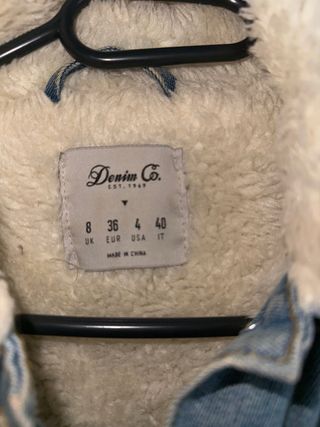 Denim Co.
EST. 1969
8 36 4 40
UK EUR USA IT
MADE IN CHINA